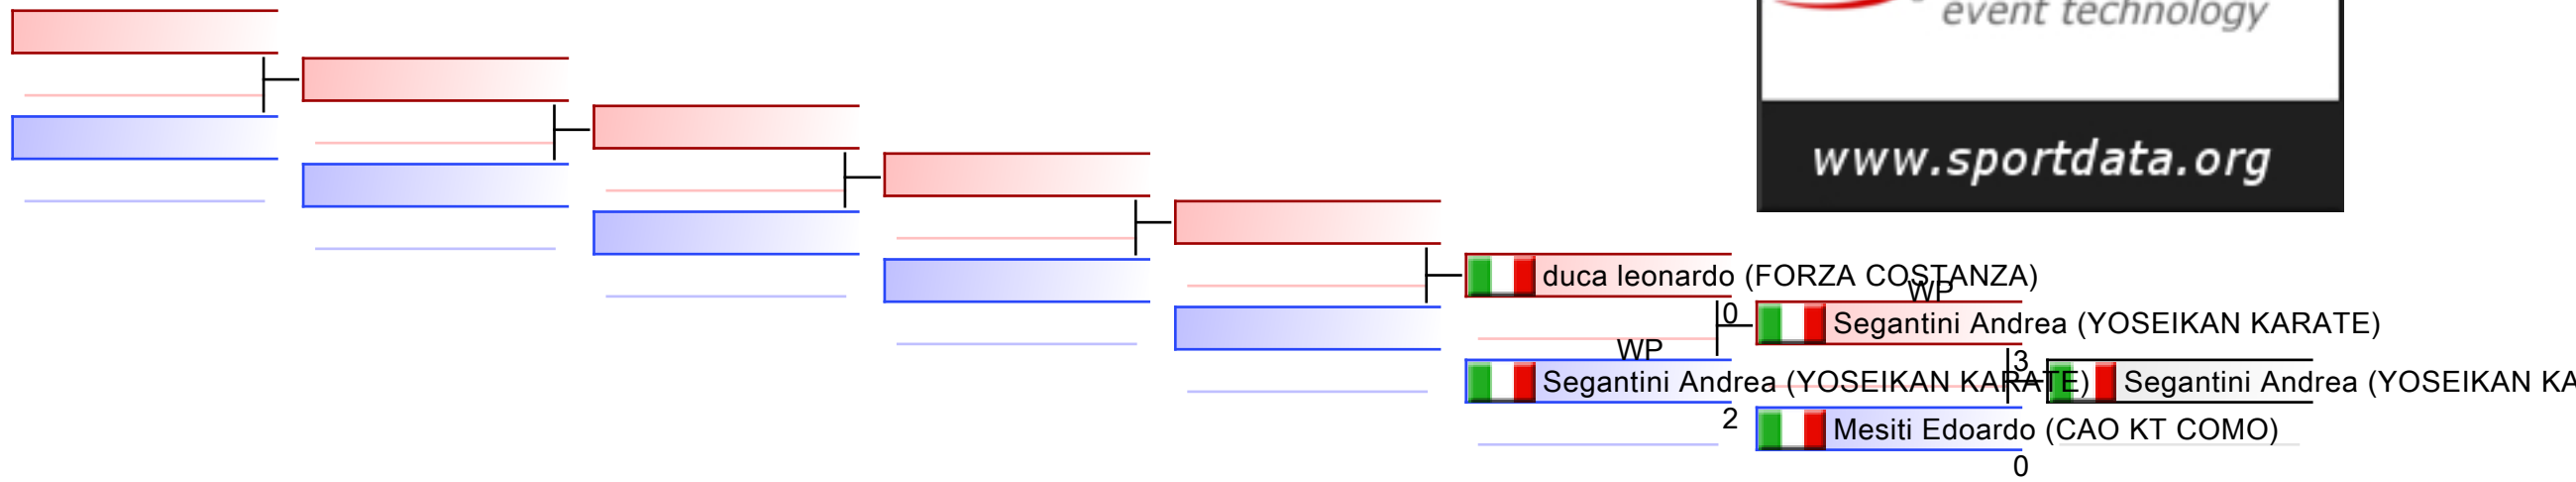 event technology
www.sportdata.org
duca leonardo (FORZA COSTANZA)
WP
0
Segantini Andrea (YOSEIKAN KARATE)
WP
3
Segantini Andrea (YOSEIKAN KARATE)
Segantini Andrea (YOSEIKAN KA
2
Mesiti Edoardo (CAO KT COMO)
0